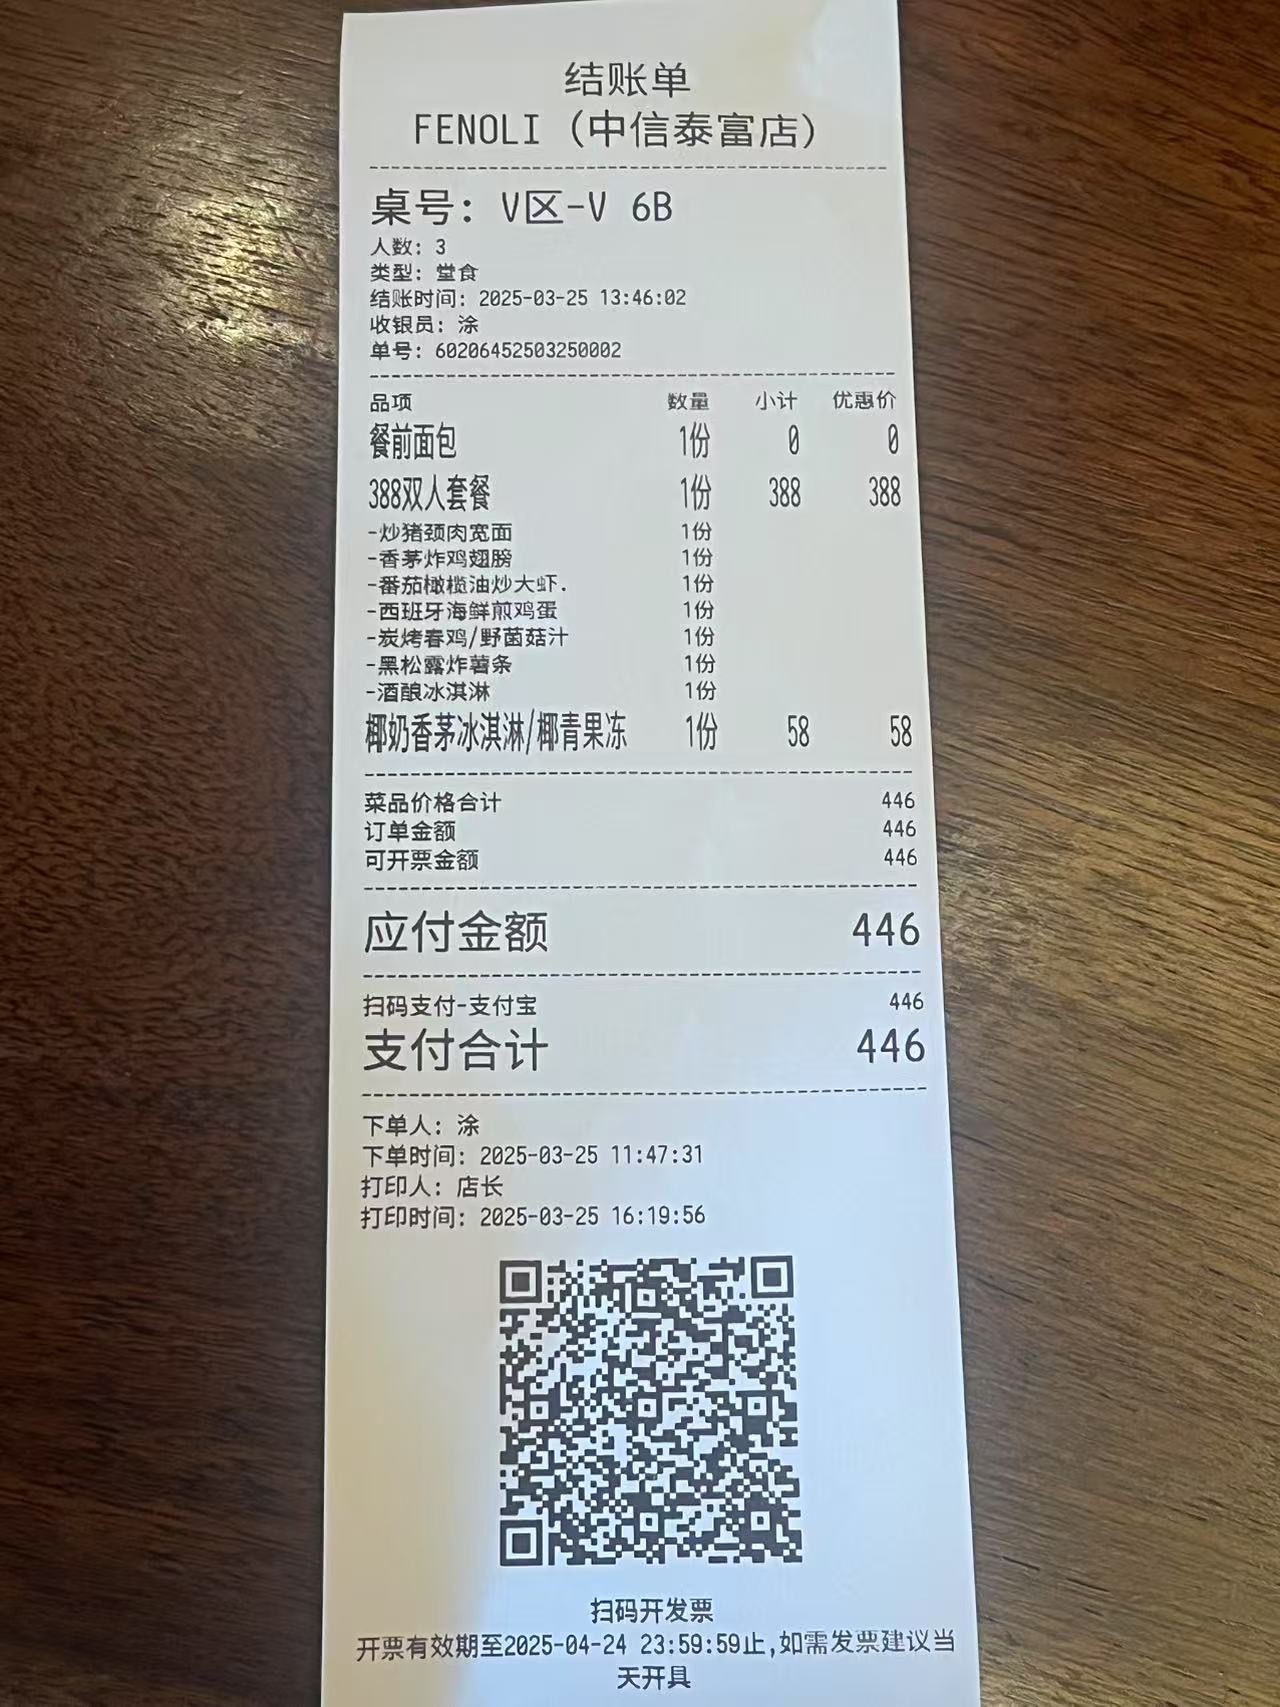 结账单
FENOLI（中信泰富店）
桌号：V区-V 6B
人数：3
类型：堂食
结账时间：2025-03-25 13:46:02
收银员：涂
单号：60206452503250002
品项 数量 小计 优惠价
餐前面包 1份 0 0
388双人套餐 1份 388 388
-炒猪颈肉宽面 1份
-香茅炸鸡翅膀 1份
-番茄橄榄油炒大虾. 1份
-西班牙海鲜煎鸡蛋 1份
-炭烤春鸡/野菌菇汁 1份
-黑松露炸薯条 1份
-酒酿冰淇淋 1份
椰奶香茅冰淇淋/椰青果冻 1份 58 58
菜品价格合计 446
订单金额 446
可开票金额 446
应付金额 446
扫码支付-支付宝 446
支付合计 446
下单人：涂
下单时间：2025-03-25 11:47:31
打印人：店长
打印时间：2025-03-25 16:19:56
扫码开发票
开票有效期至2025-04-24 23:59:59止,如需发票建议当
天开具